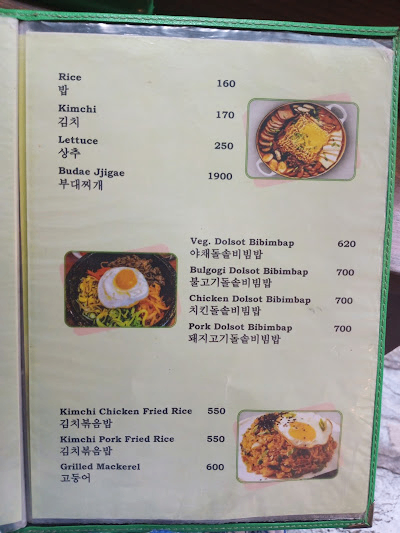 Rice 160
밥
Kimchi 170
김치
Lettuce 250
상추
Budae Jjigae 1900
부대찌개
Veg. Dolsot Bibimbap 620
야채돌솥비빔밥
Bulgogi Dolsot Bibimbap 700
불고기돌솥비빔밥
Chicken Dolsot Bibimbap 700
치킨돌솥비빔밥
Pork Dolsot Bibimbap 700
돼지고기돌솥비빔밥
Kimchi Chicken Fried Rice 550
김치볶음밥
Kimchi Pork Fried Rice 550
김치볶음밥
Grilled Mackerel 600
고등어